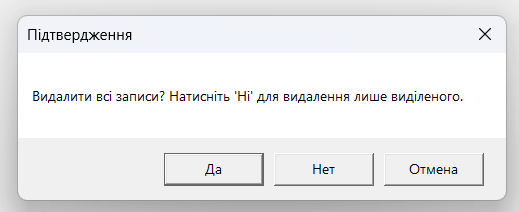 Підтвердження
Видалити всі записи? Натисніть 'Ні' для видалення лише виділеного.
Да
Нет
Отмена